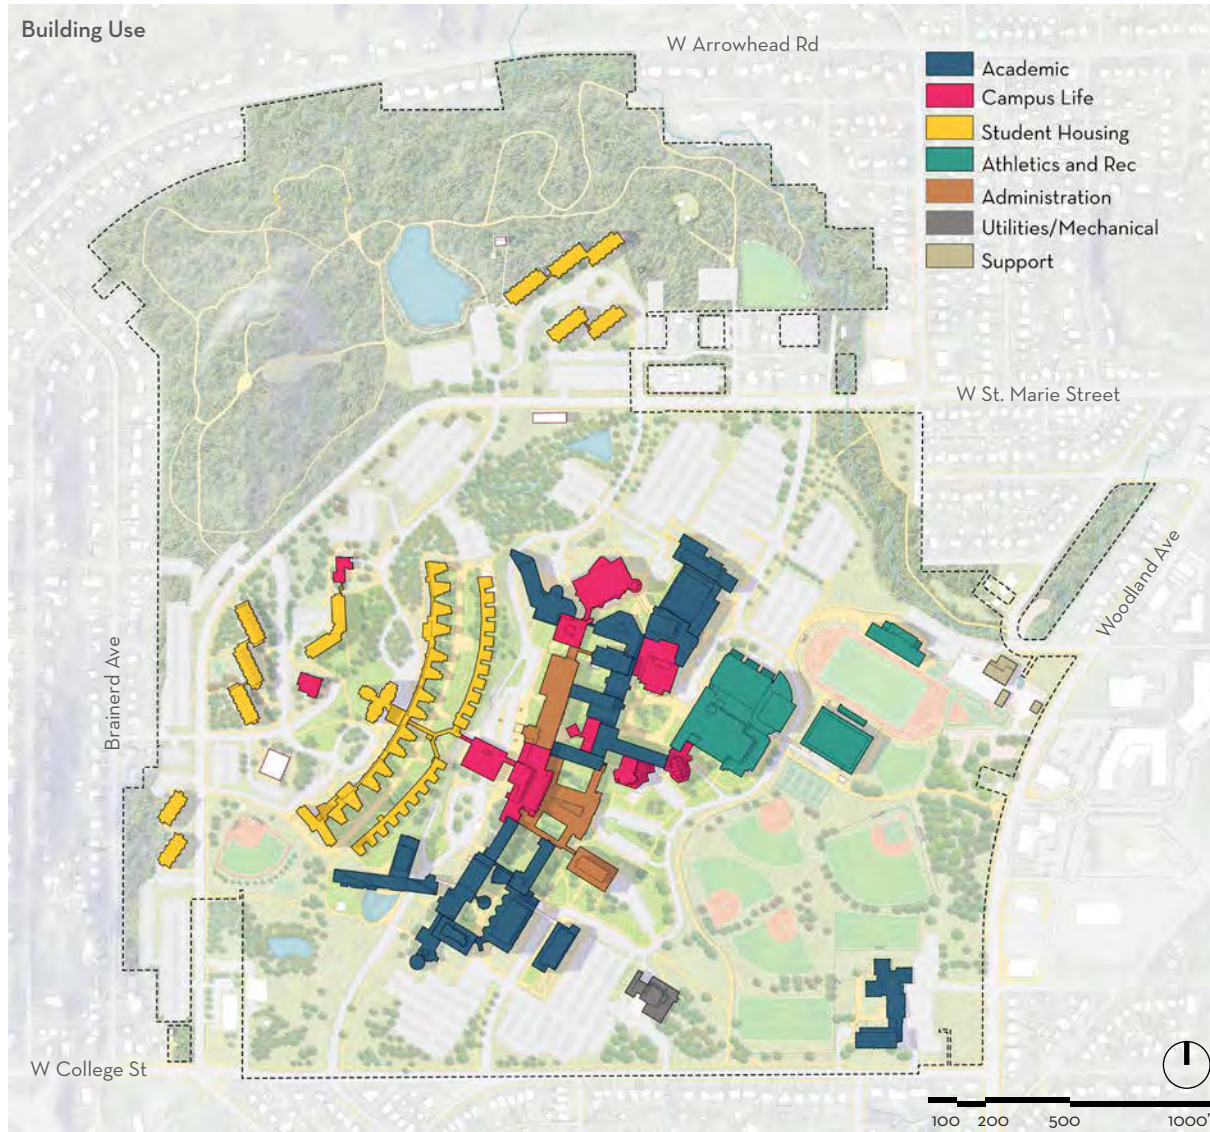 Building Use
W Arrowhead Rd
Academic
Campus Life
Student Housing
Athletics and Rec
Administration
Utilities/Mechanical
Support
W St. Marie Street
Woodland Ave
Brainerd Ave
W College St
100 200 500 1000'